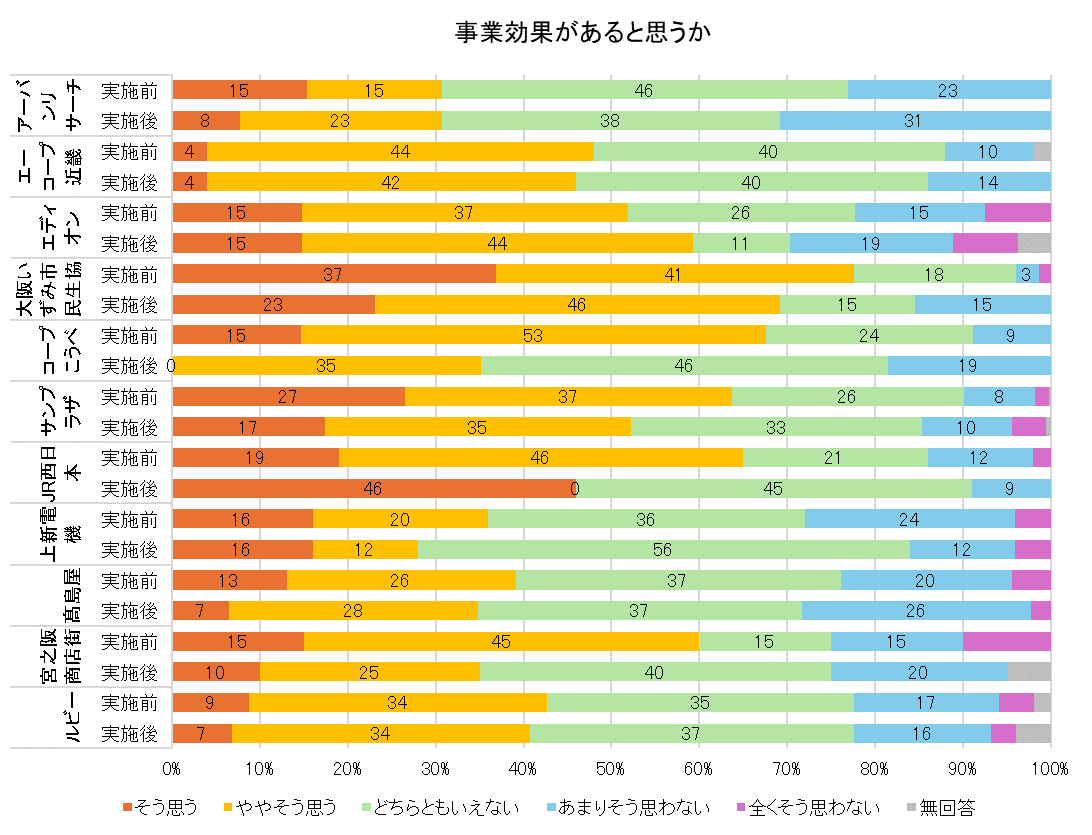 事業効果があると思うか
アーバンリサーチ
実施前 15 15 46 23
実施後 8 23 38 31
エーコープ近畿
実施前 4 44 40 10
実施後 4 42 40 14
エディオン
実施前 15 37 26 15
実施後 15 44 11 19
大阪いずみ市民生協
実施前 37 41 18 3
実施後 23 46 15 15
コープこうべ
実施前 15 53 24 9
実施後 0 35 46 19
サンプラザ
実施前 27 37 26 8
実施後 17 35 33 10
JR西日本
実施前 19 46 21 12
実施後 46 0 45 9
上新電機
実施前 16 20 36 24
実施後 16 12 56 12
髙島屋
実施前 13 26 37 20
実施後 7 28 37 26
宮之阪商店街
実施前 15 45 15 15
実施後 10 25 40 20
ルビー
実施前 9 34 35 17
実施後 7 34 37 16
0% 10% 20% 30% 40% 50% 60% 70% 80% 90% 100%
そう思う ややそう思う どちらともいえない あまりそう思わない 全くそう思わない 無回答